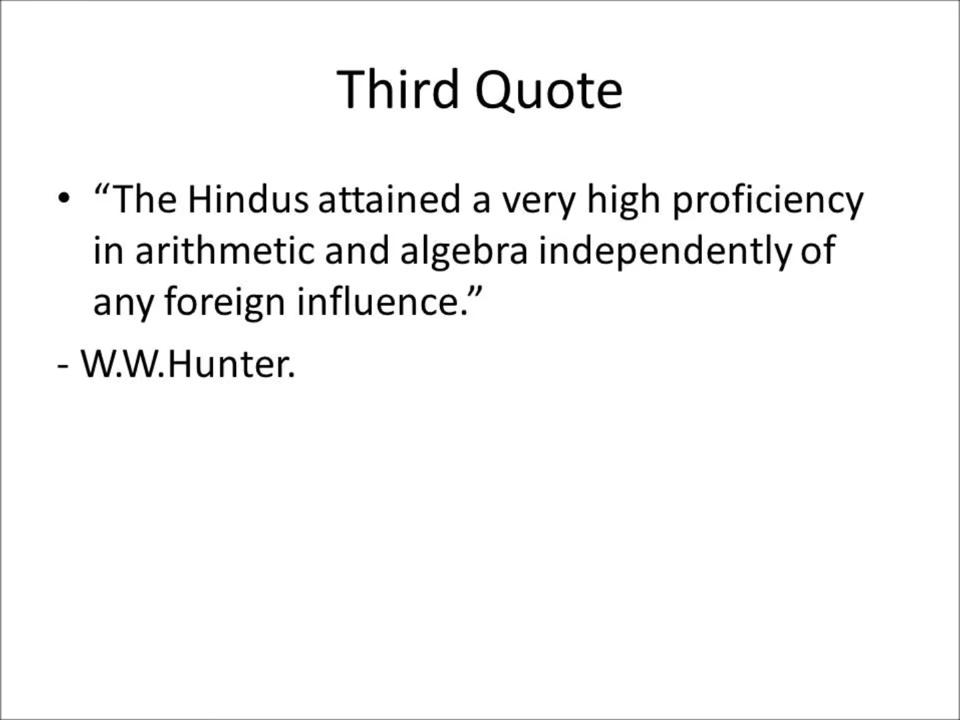 Third Quote
• “The Hindus attained a very high proficiency
in arithmetic and algebra independently of
any foreign influence.”
- W.W.Hunter.